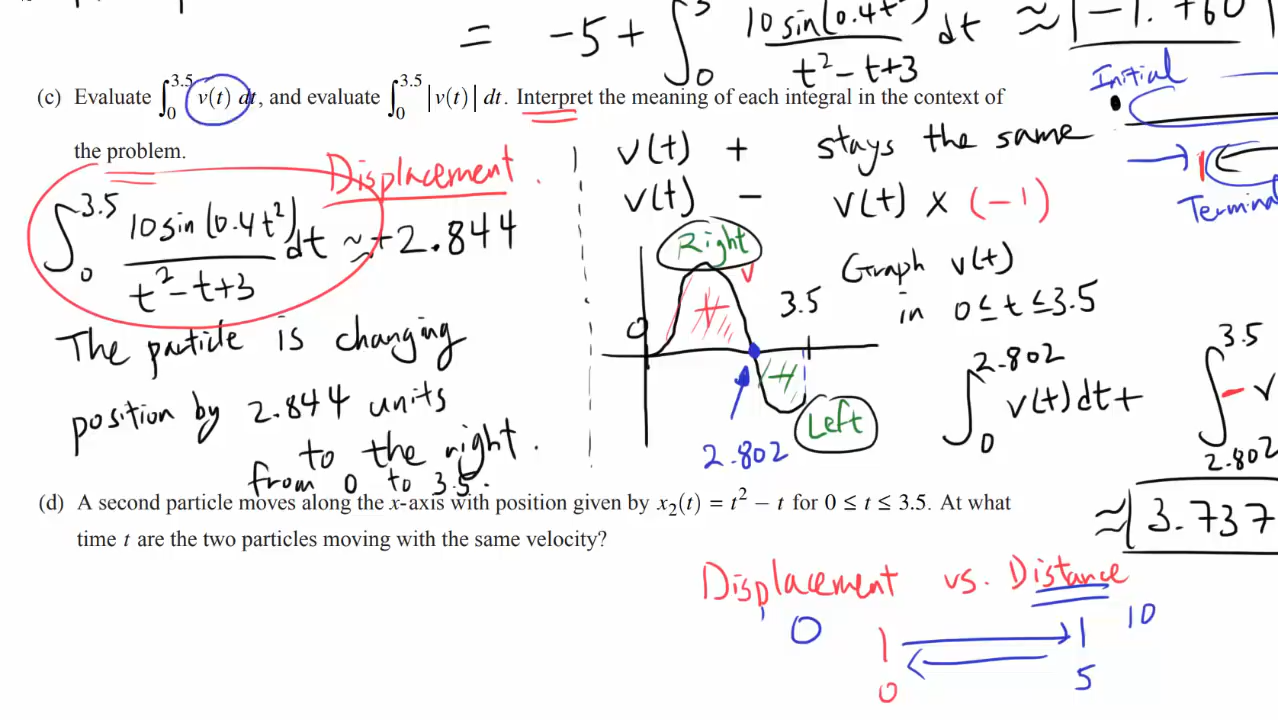 = -5 + ∫₀³ 10 sin(0.4t²) / (t² - t + 3) dt ≈ -1.760
(c) Evaluate ∫₀^3.5 v(t) dt, and evaluate ∫₀^3.5 |v(t)| dt. Interpret the meaning of each integral in the context of
the problem.
Initial
Displacement.
∫₀^3.5 10 sin(0.4t²) / (t² - t + 3) dt ≈ +2.844
The particle is changing
position by 2.844 units
to the right.
from 0 to 3.5.
v(t) + stays the same
v(t) - v(t) × (-1)
Right
Graph v(t)
in 0 ≤ t ≤ 3.5
0
3.5
2.802
Left
∫₀^2.802 v(t) dt + ∫_2.802^3.5 - v
≈ 3.737
(d) A second particle moves along the x-axis with position given by x₂(t) = t² − t for 0 ≤ t ≤ 3.5. At what
time t are the two particles moving with the same velocity?
Displacement vs. Distance
0
10
0
5